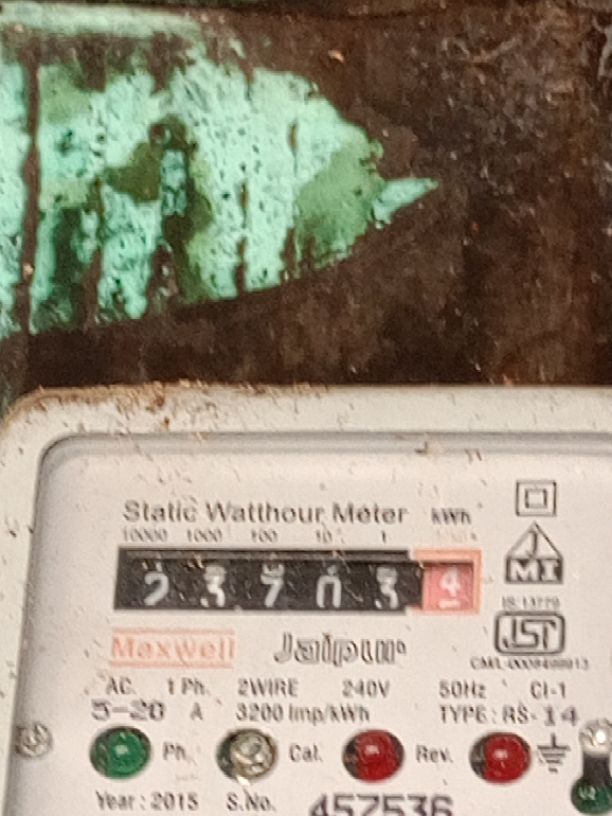 Static Watthour Meter kWh
10000 1000 100 10 1
2 3 7 0 3 4
Maxwell Jaipur
AC. 1 Ph. 2WIRE 240V 50Hz Cl-1
5-20 A 3200 Imp/kWh TYPE: RS-14
J
MI
IS:13779
ISI
Ph. Cal. Rev.
Year : 2015 S.No. 457536